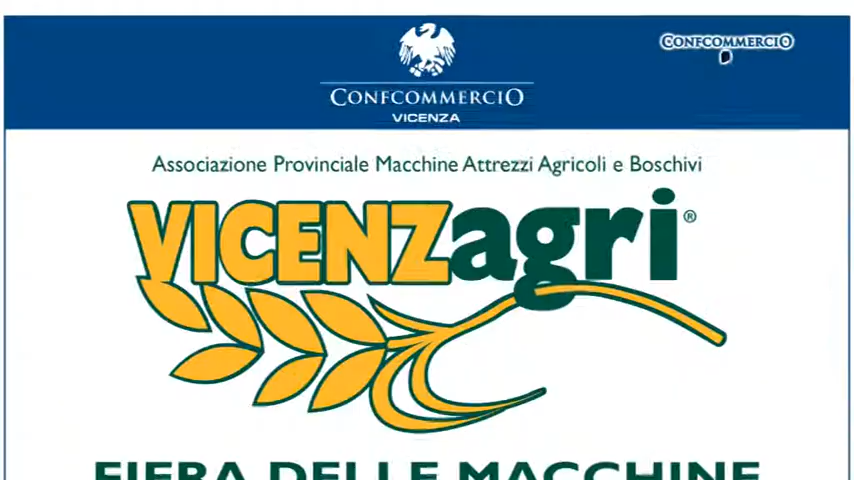 CONFCOMMERCIO
VICENZA
CONFCOMMERCIO
Associazione Provinciale Macchine Attrezzi Agricoli e Boschivi
VICENZagri®
FIERA DELLE MACCHINE